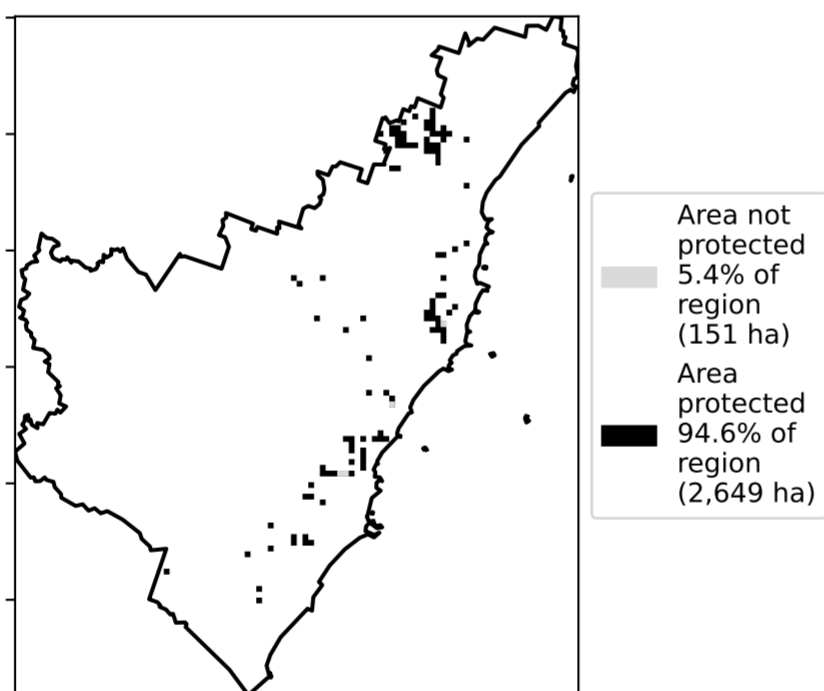 Area not
protected
5.4% of
region
(151 ha)
Area
protected
94.6% of
region
(2,649 ha)